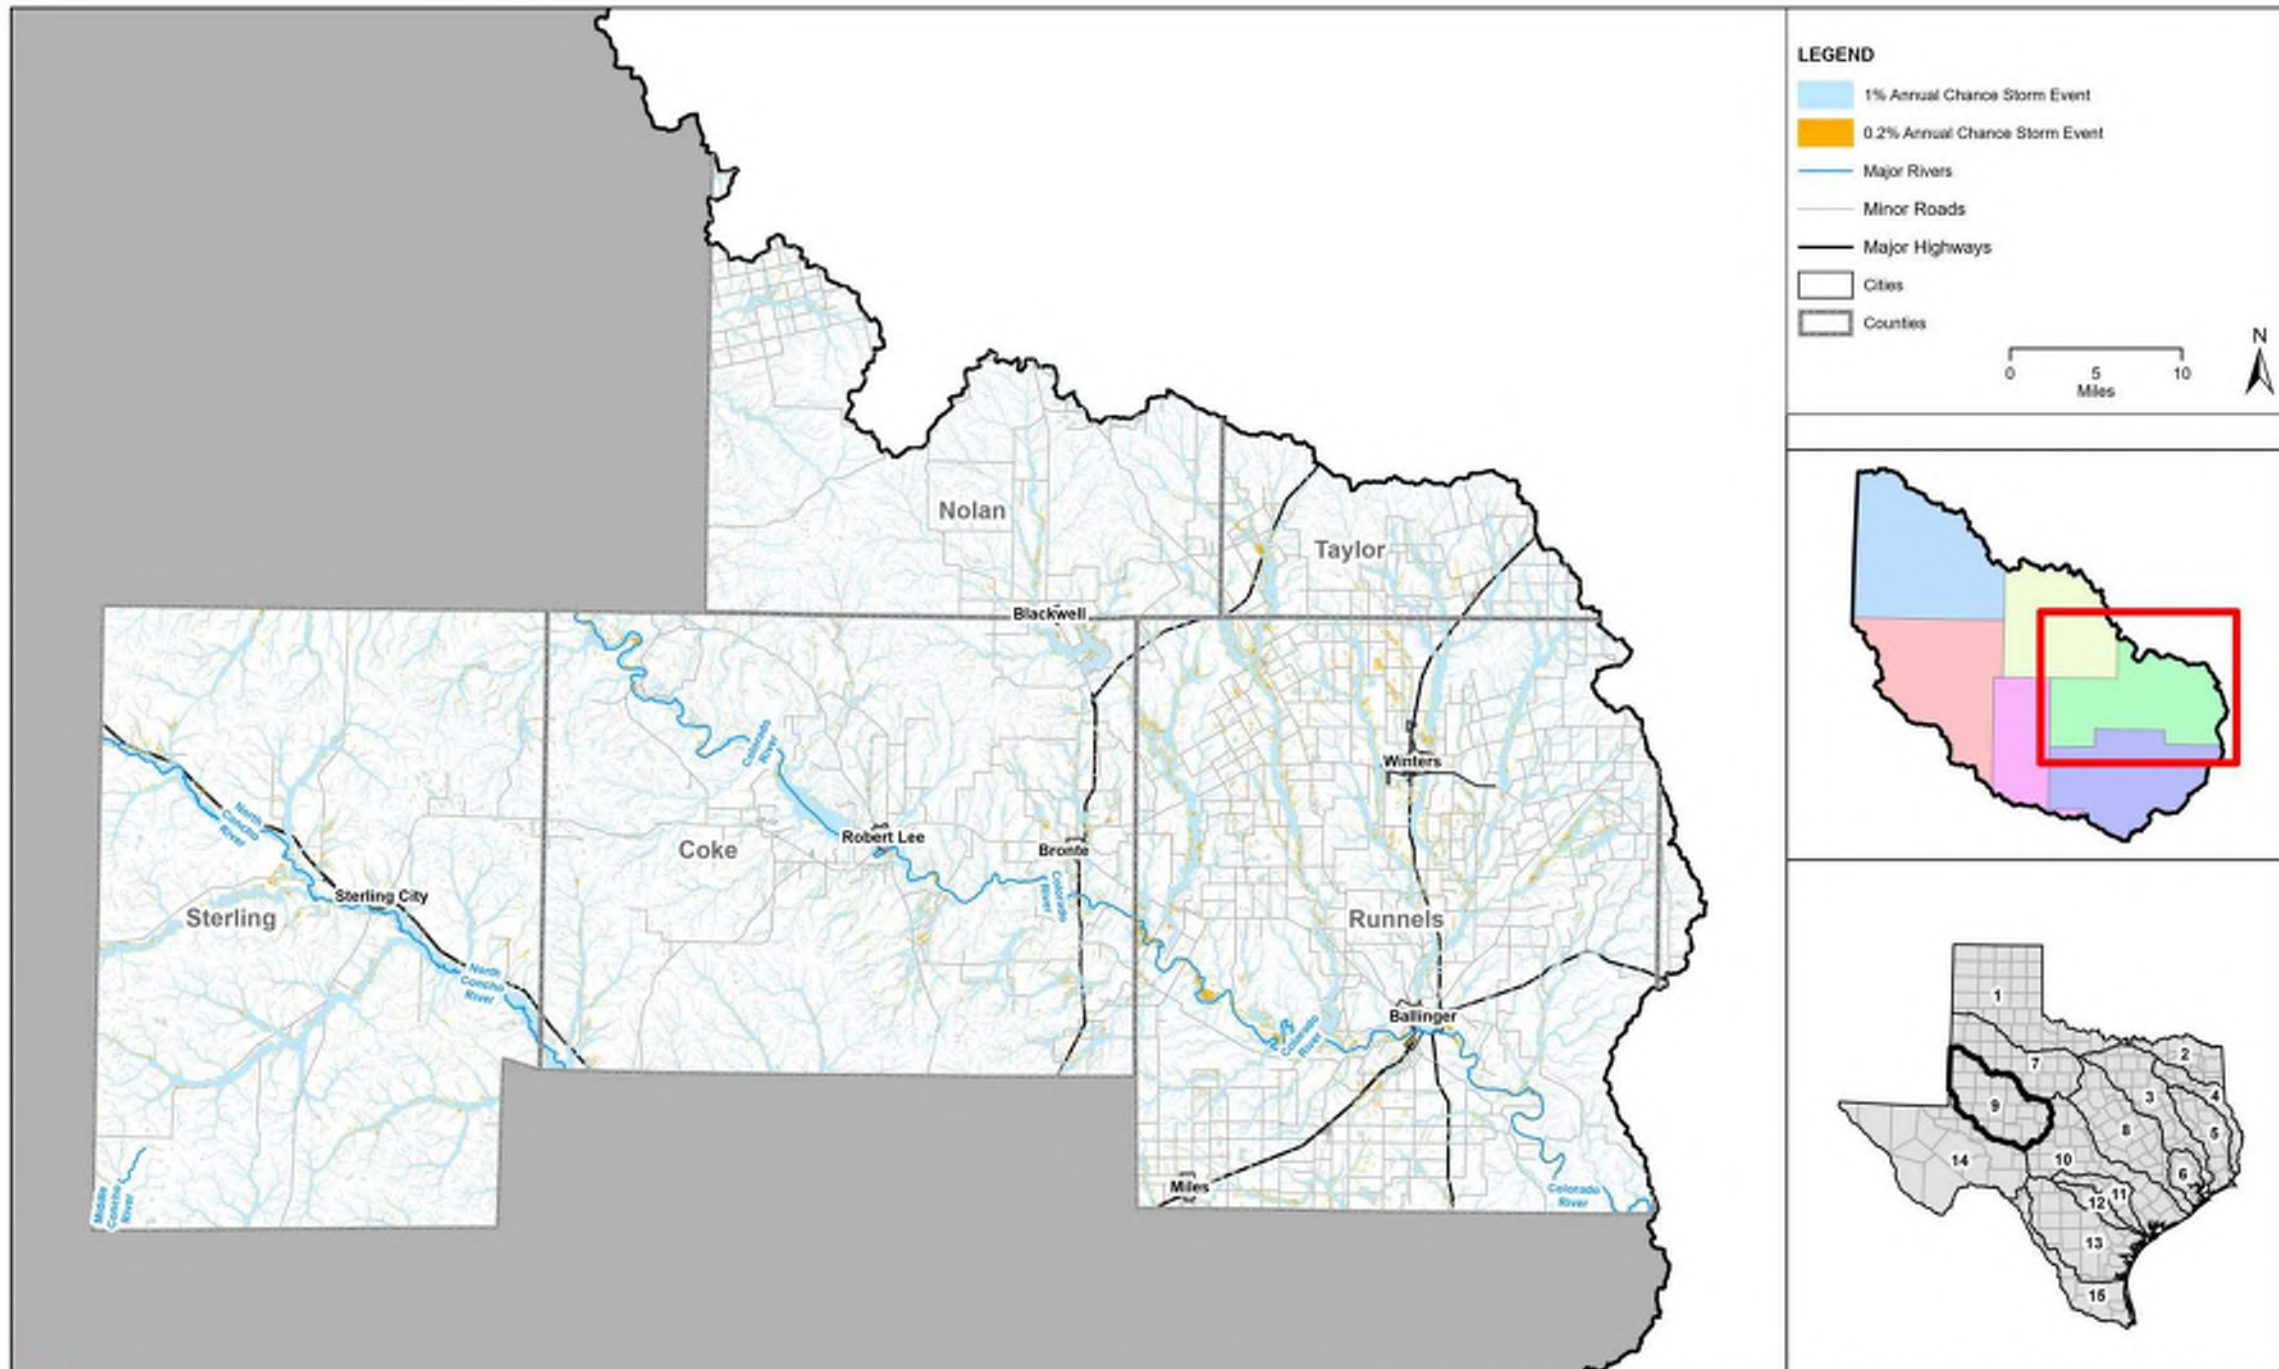 LEGEND
1% Annual Chance Storm Event
0.2% Annual Chance Storm Event
Major Rivers
Minor Roads
Major Highways
Cities
Counties
N
0 5 10
Miles
Nolan
Taylor
Blackwell
Colorado
River
Winters
North
Concho
River
Robert Lee
Coke
Bronte
Colorado
River
Sterling City
Sterling
Runnels
North
Concho
River
Ballinger
Colorado
River
Miles
Colorado
River
Middle
Concho
River
1
2
7
3
4
9
8
5
14
10
6
11
12
13
15